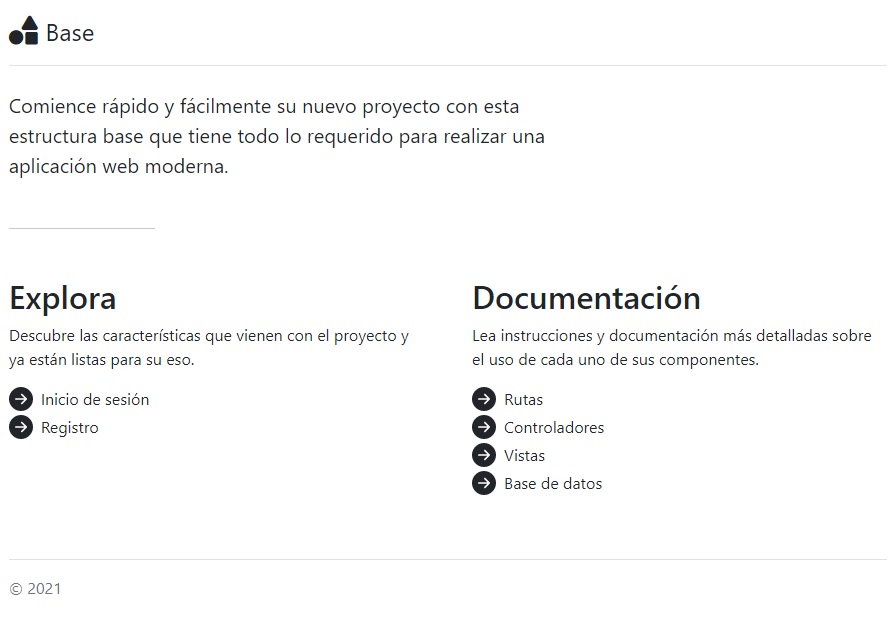 Base
Comience rápido y fácilmente su nuevo proyecto con esta
estructura base que tiene todo lo requerido para realizar una
aplicación web moderna.
Explora
Descubre las características que vienen con el proyecto y
ya están listas para su eso.
Inicio de sesión
Registro
Documentación
Lea instrucciones y documentación más detalladas sobre
el uso de cada uno de sus componentes.
Rutas
Controladores
Vistas
Base de datos
© 2021